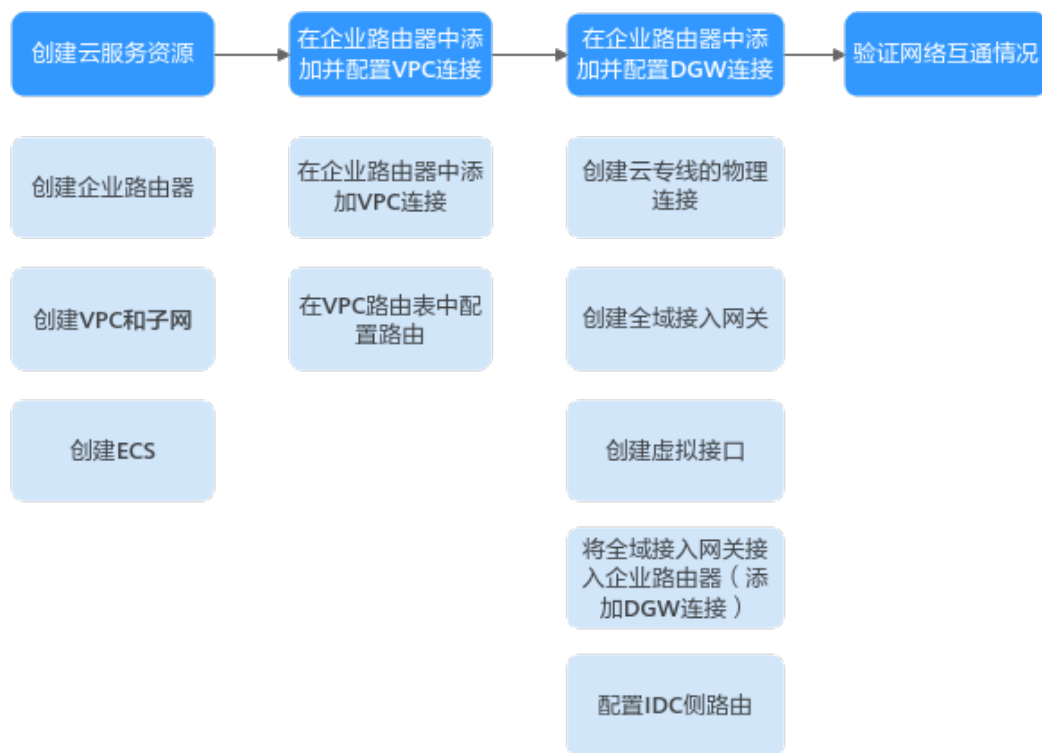 创建云服务资源
在企业路由器中添
加并配置VPC连接
在企业路由器中添
加并配置DGW连接
验证网络互通情况
创建企业路由器
创建VPC和子网
创建ECS
在企业路由器中添
加VPC连接
在VPC路由表中配
置路由
创建云专线的物理
连接
创建全域接入网关
创建虚拟接口
将全域接入网关接
入企业路由器（添
加DGW连接）
配置IDC侧路由